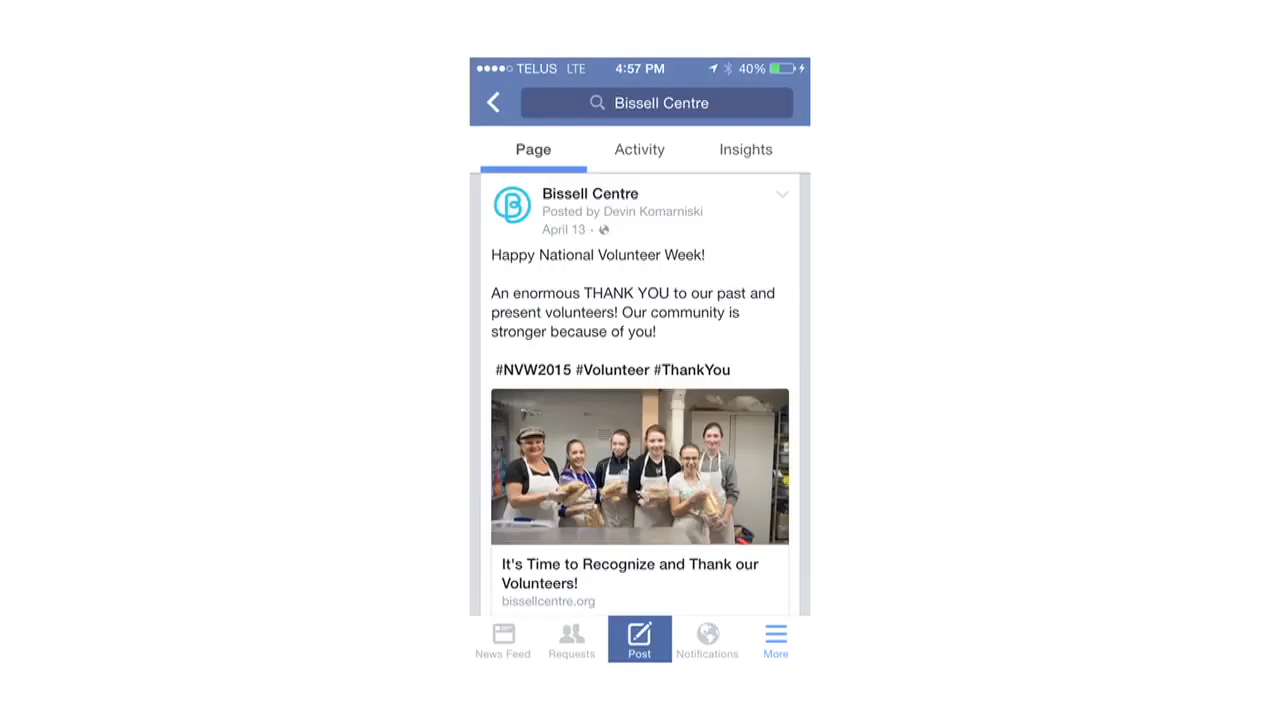 TELUS LTE 4:57 PM 40%
Bissell Centre
Page Activity Insights
Bissell Centre
Posted by Devin Komarniski
April 13 ·
Happy National Volunteer Week!
An enormous THANK YOU to our past and
present volunteers! Our community is
stronger because of you!
#NVW2015 #Volunteer #ThankYou
It's Time to Recognize and Thank our
Volunteers!
bissellcentre.org
News Feed Requests Post Notifications More